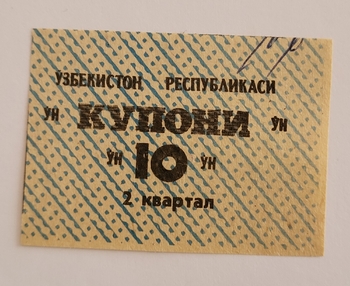 ЎЗБЕКИСТОН РЕСПУБЛИКАСИ
ЎН КУПОНИ ЎН
ЎН 10 ЎН
2 квартал